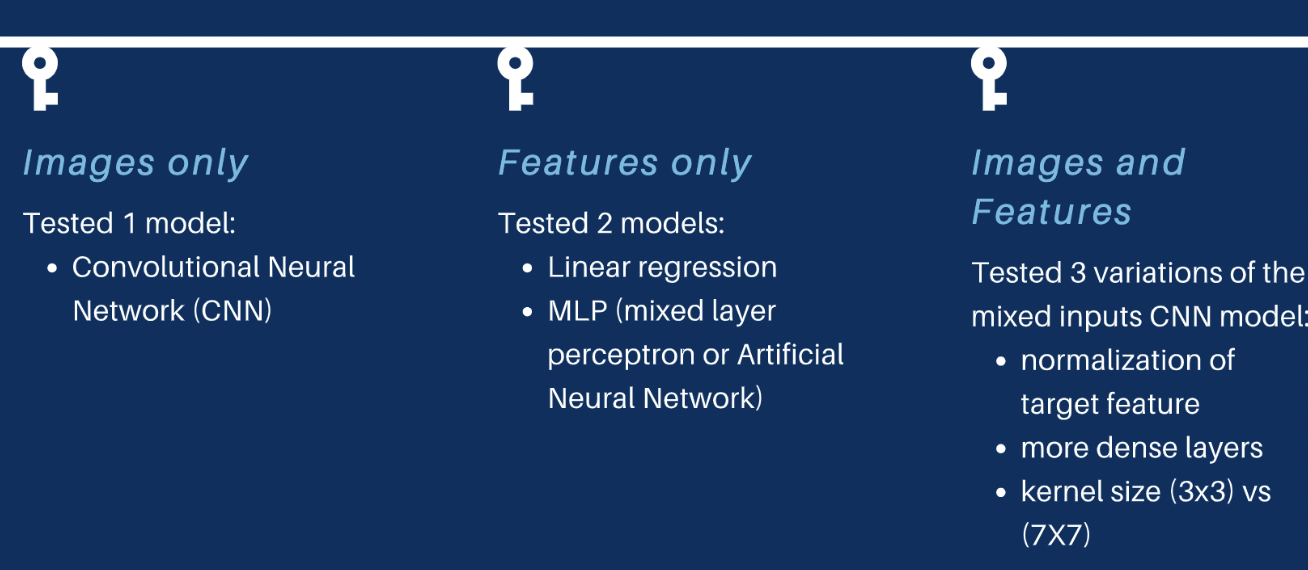 Images only
Tested 1 model:
• Convolutional Neural
Network (CNN)
Features only
Tested 2 models:
• Linear regression
• MLP (mixed layer
perceptron or Artificial
Neural Network)
Images and
Features
Tested 3 variations of the
mixed inputs CNN model:
• normalization of
target feature
• more dense layers
• kernel size (3x3) vs
(7X7)